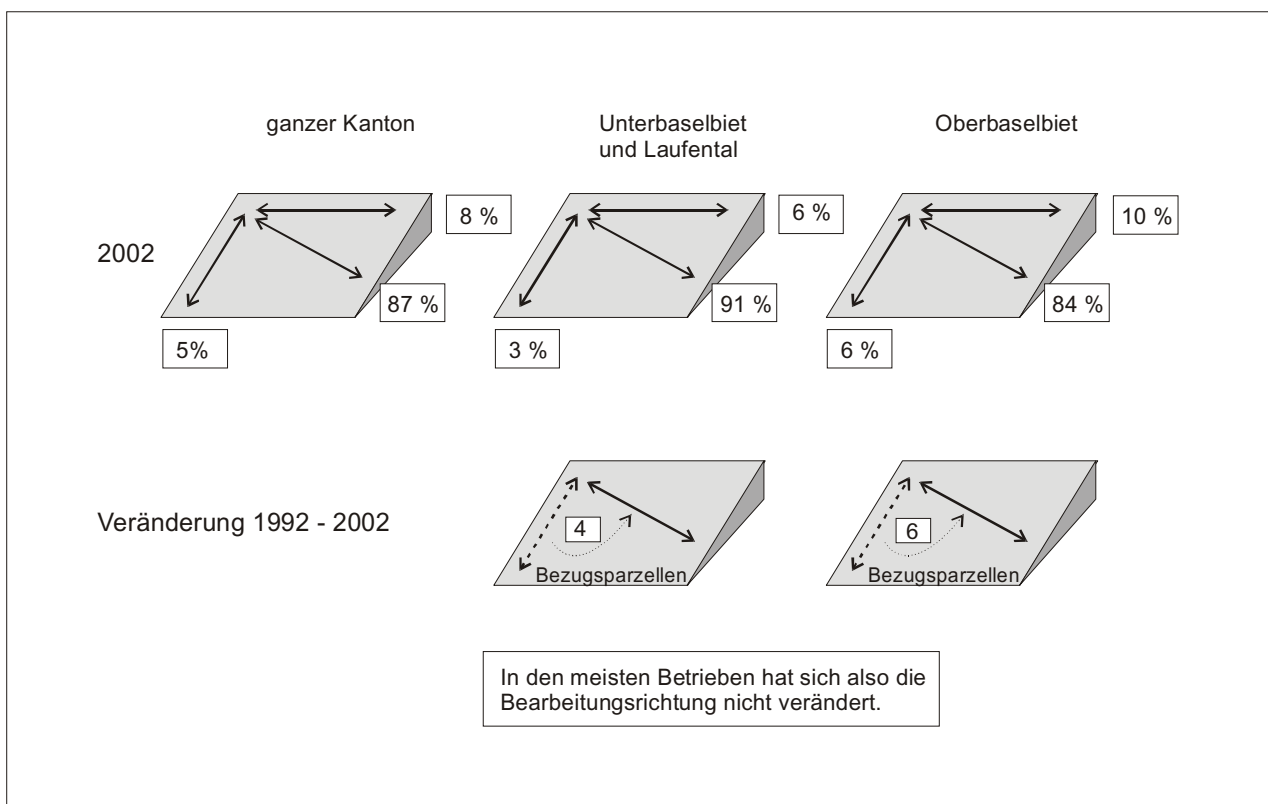 ganzer Kanton
Unterbaselbiet
und Laufental
Oberbaselbiet
2002
8 %
87 %
5%
6 %
91 %
3 %
10 %
84 %
6 %
Veränderung 1992 - 2002
4
Bezugsparzellen
6
Bezugsparzellen
In den meisten Betrieben hat sich also die
Bearbeitungsrichtung nicht verändert.